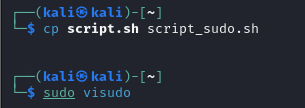 ┌──(kali㉿kali)-[~]
└─$ cp script.sh script_sudo.sh
┌──(kali㉿kali)-[~]
└─$ sudo visudo